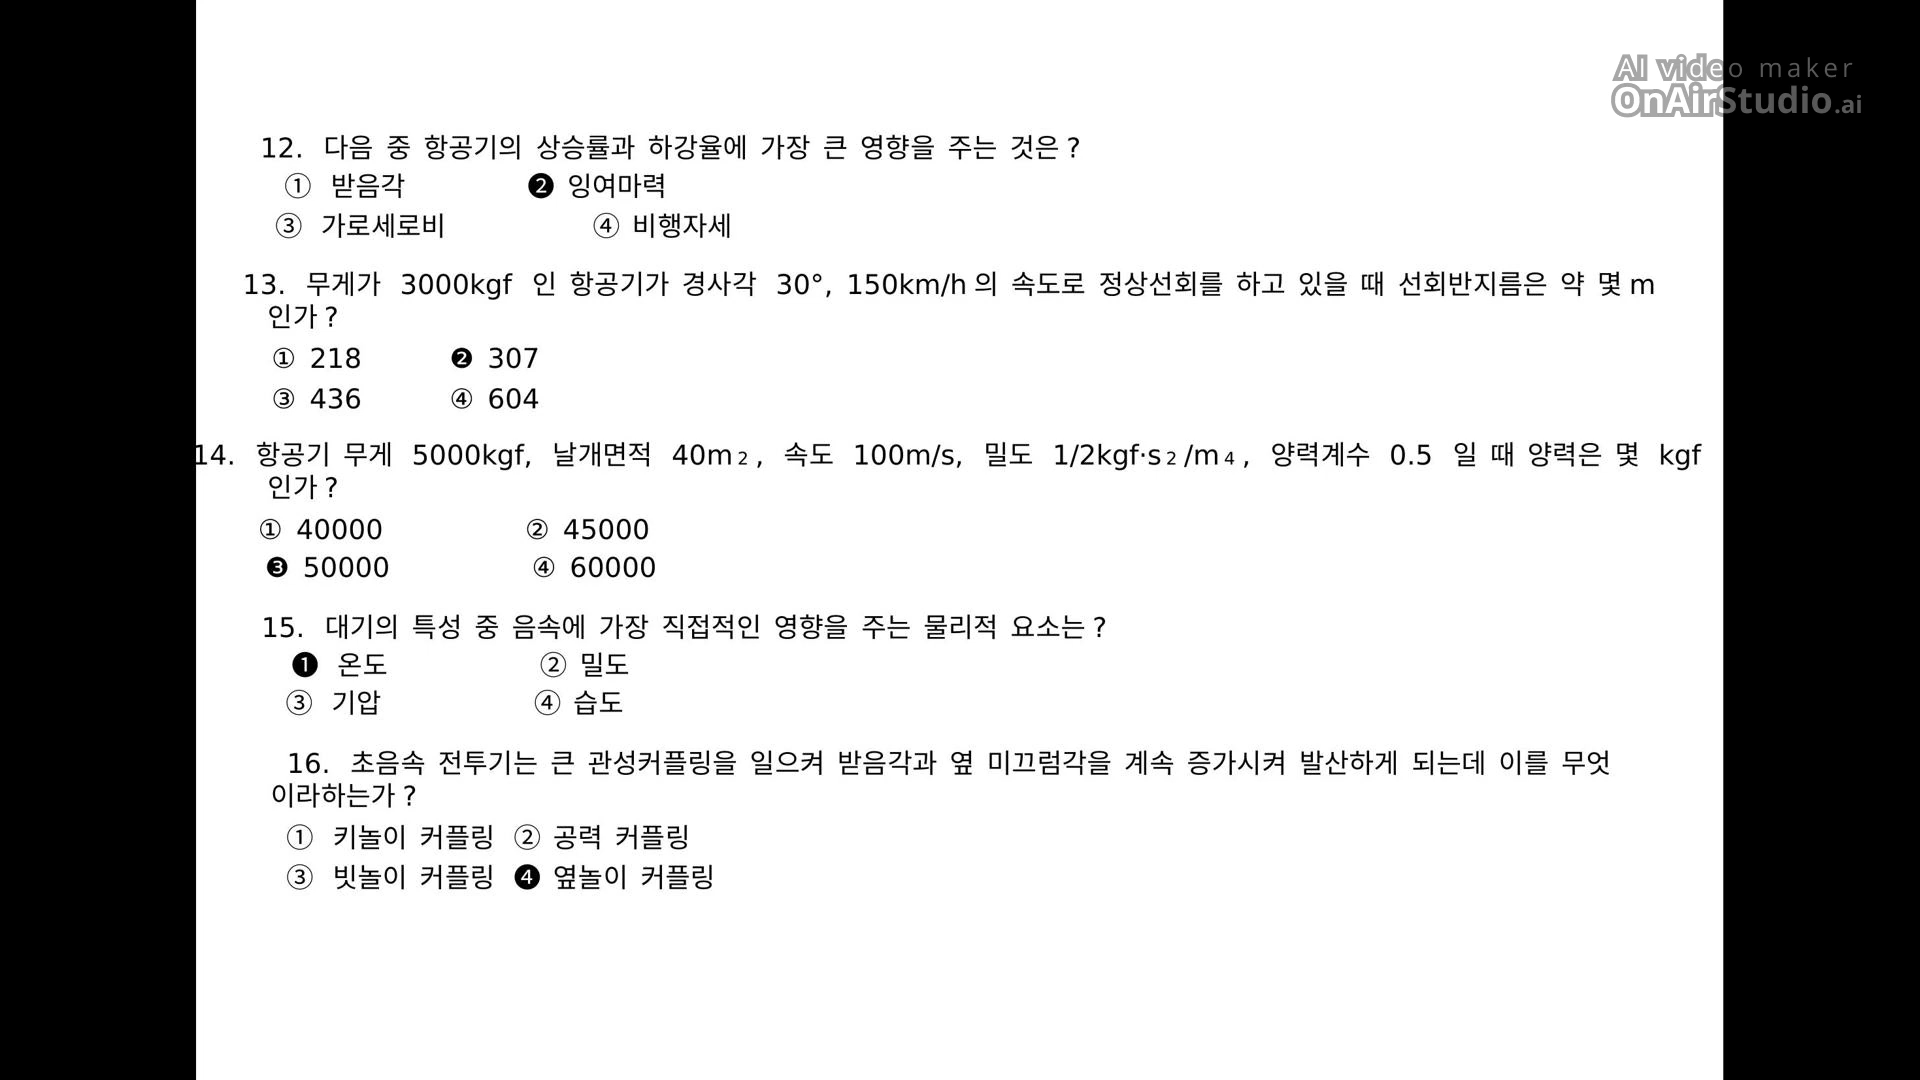 AI video maker
OnAirStudio.ai
12. 다음 중 항공기의 상승률과 하강율에 가장 큰 영향을 주는 것은?
① 받음각 ❷ 잉여마력
③ 가로세로비 ④ 비행자세
13. 무게가 3000kgf 인 항공기가 경사각 30°, 150km/h의 속도로 정상선회를 하고 있을 때 선회반지름은 약 몇m
인가?
① 218 ❷ 307
③ 436 ④ 604
14. 항공기 무게 5000kgf, 날개면적 40m2, 속도 100m/s, 밀도 1/2kgf·s2/m4, 양력계수 0.5 일 때 양력은 몇 kgf
인가?
① 40000 ② 45000
❸ 50000 ④ 60000
15. 대기의 특성 중 음속에 가장 직접적인 영향을 주는 물리적 요소는?
❶ 온도 ② 밀도
③ 기압 ④ 습도
16. 초음속 전투기는 큰 관성커플링을 일으켜 받음각과 옆 미끄럼각을 계속 증가시켜 발산하게 되는데 이를 무엇
이라하는가?
① 키놀이 커플링 ② 공력 커플링
③ 빗놀이 커플링 ❹ 옆놀이 커플링